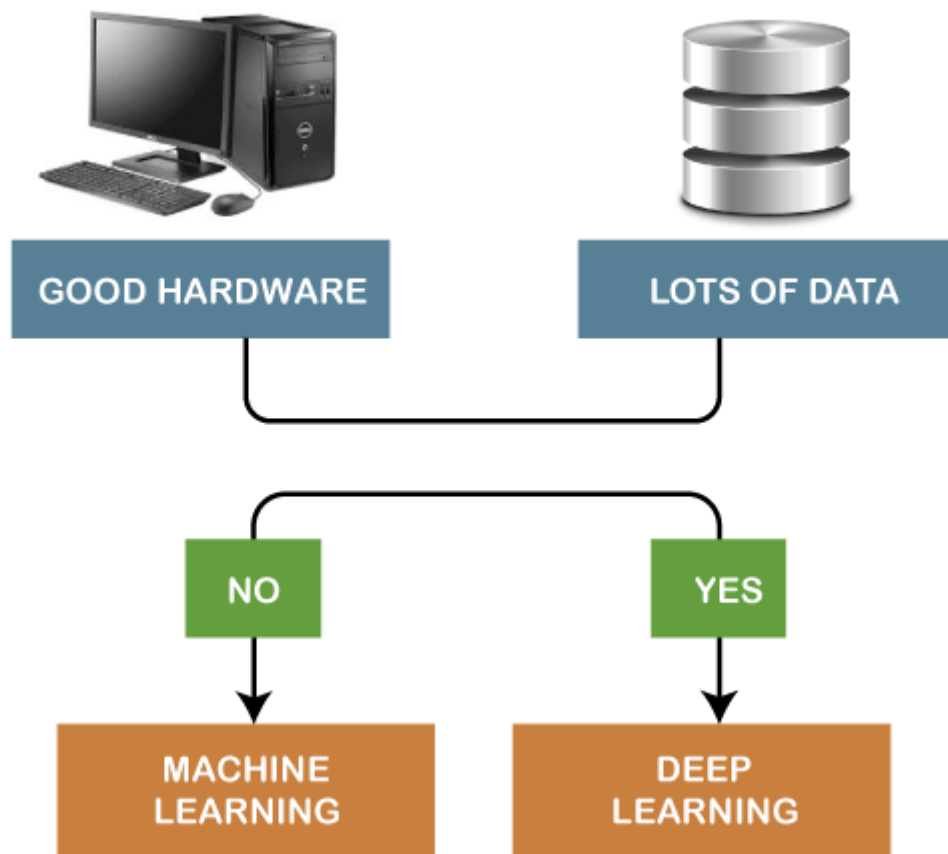 GOOD HARDWARE
LOTS OF DATA
NO
YES
MACHINE
LEARNING
DEEP
LEARNING